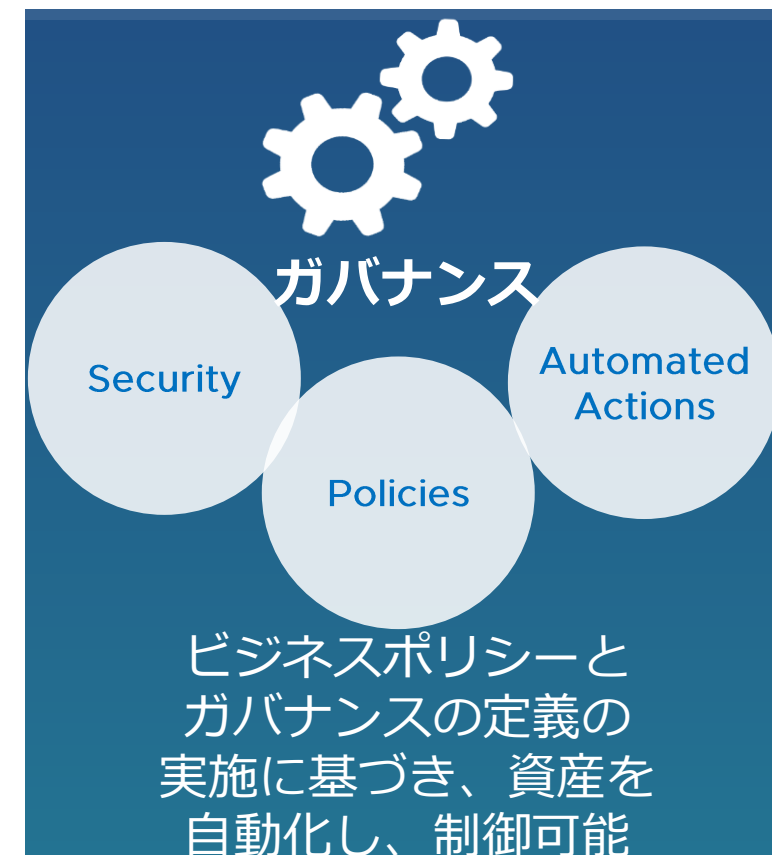 ガバナンス
Security
Automated
Actions
Policies
ビジネスポリシーと
ガバナンスの定義の
実施に基づき、資産を
自動化し、制御可能